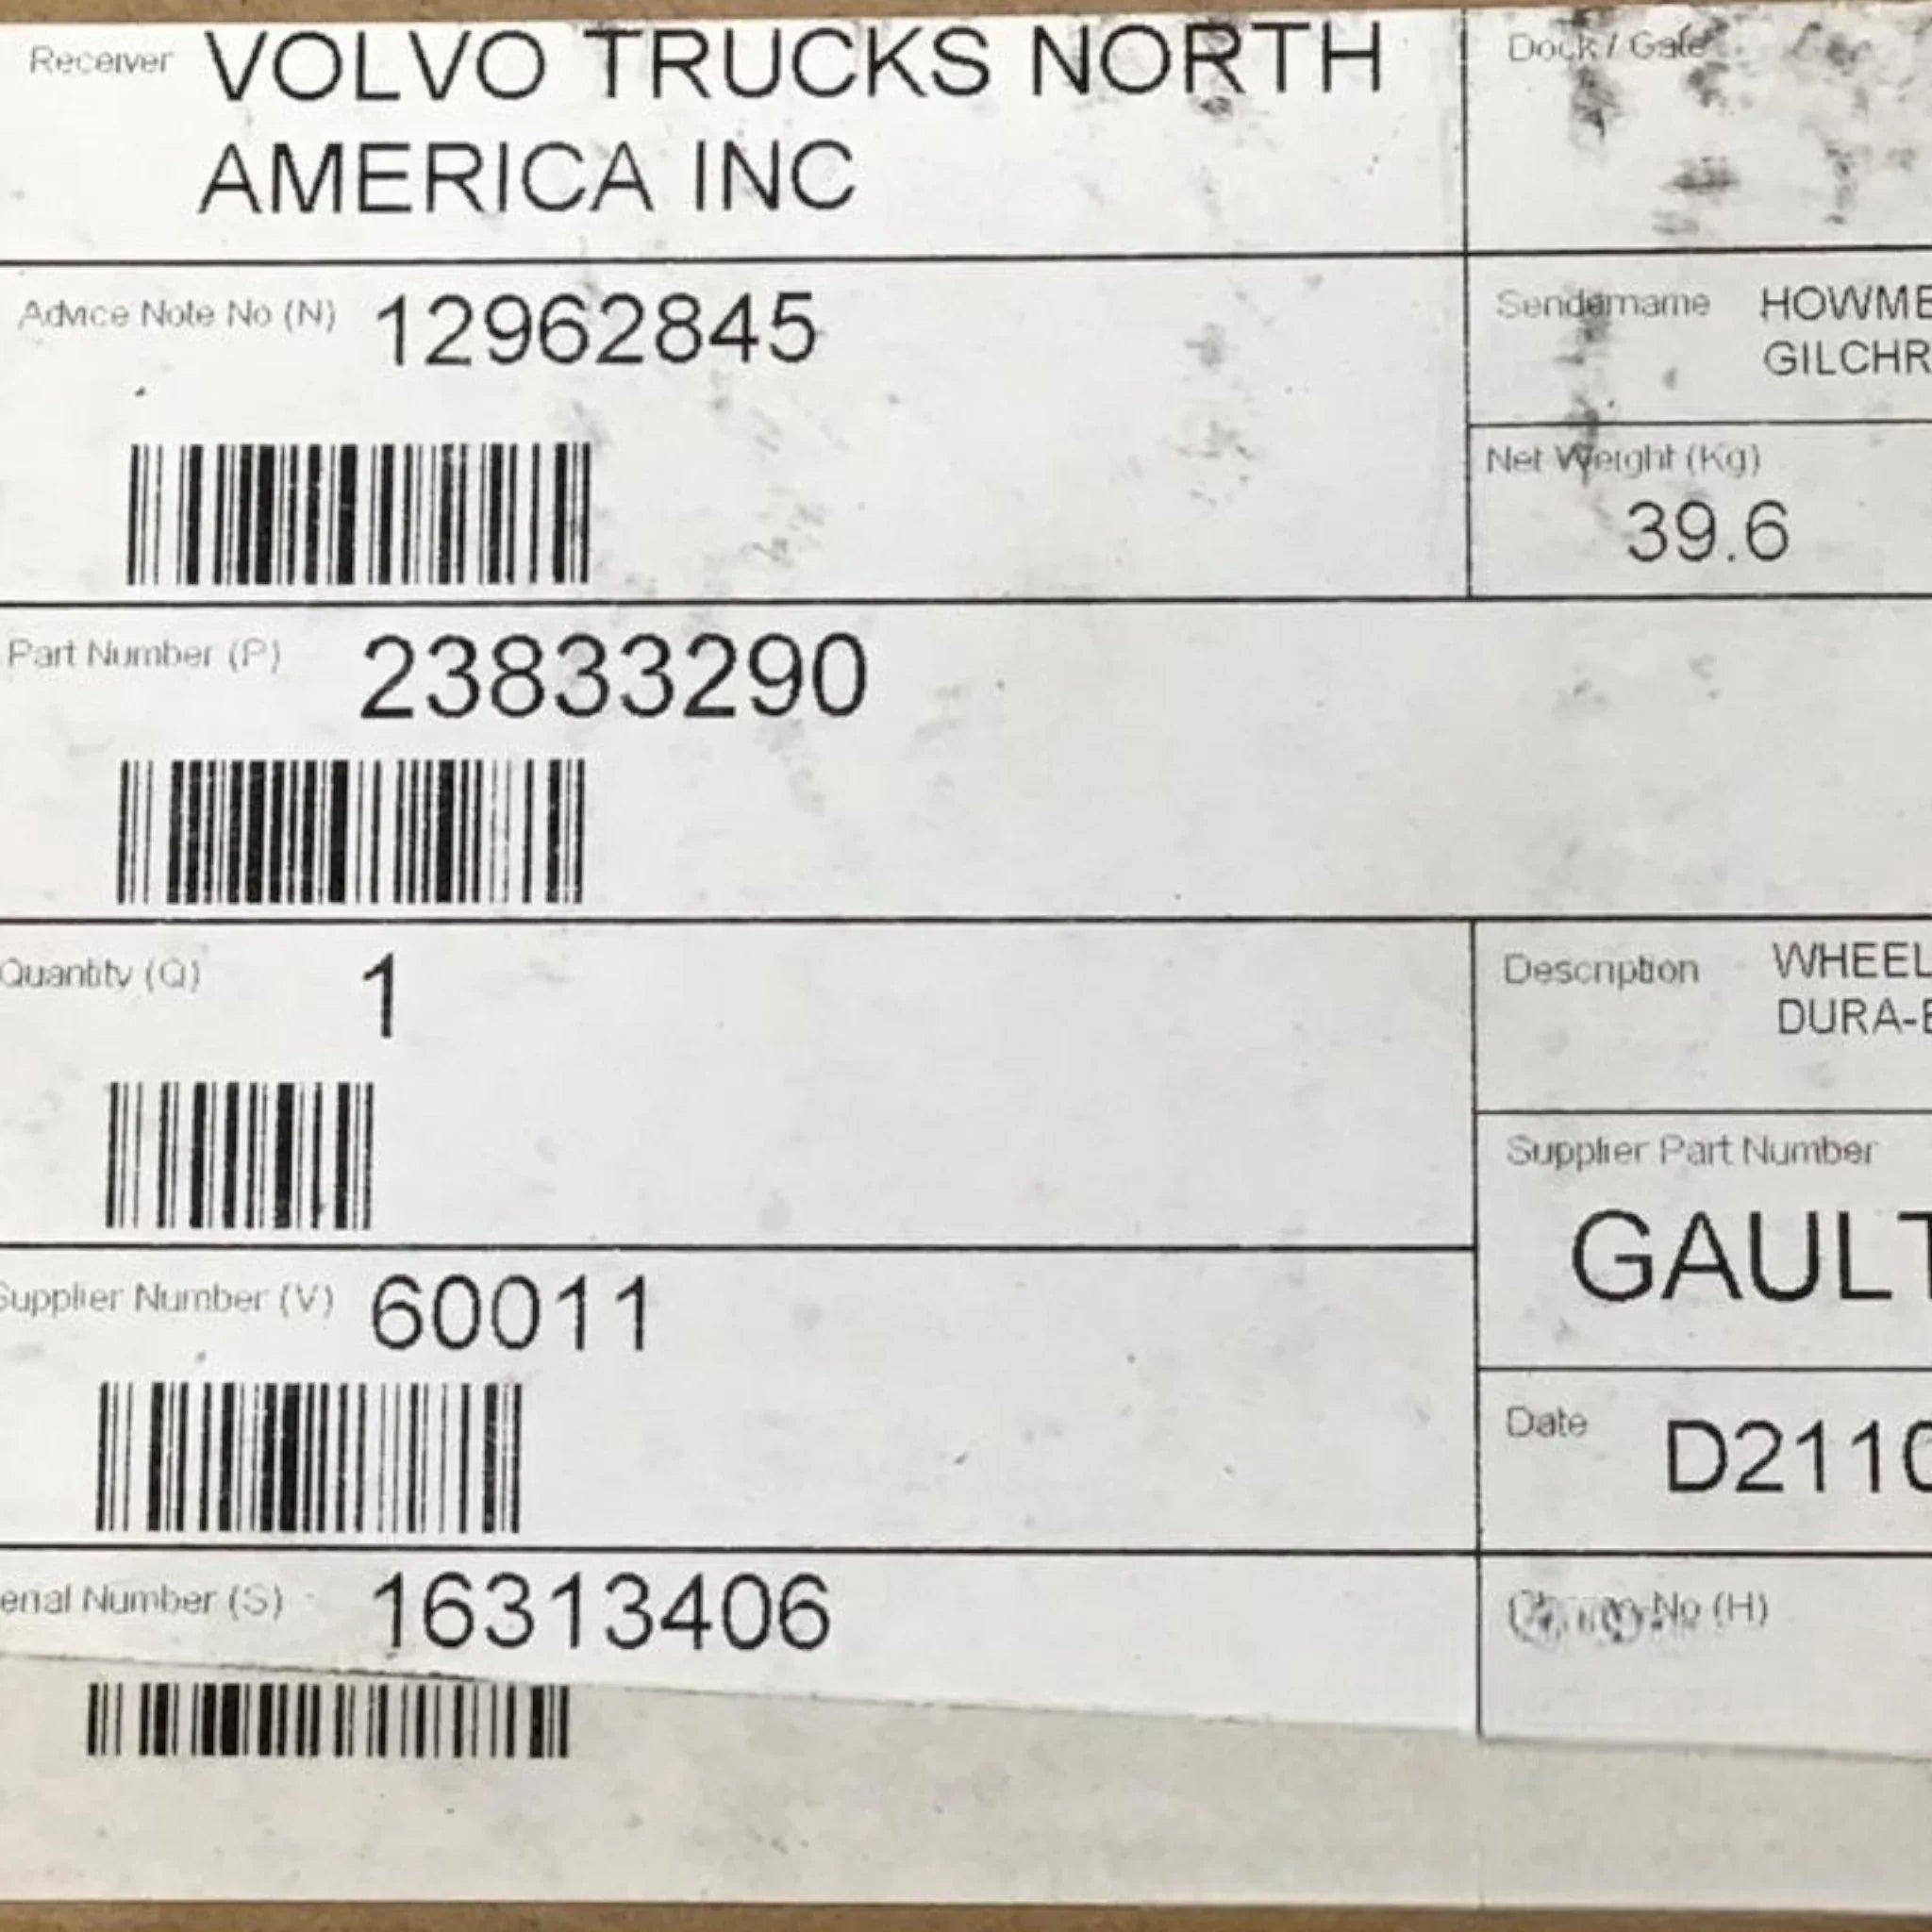 Receiver VOLVO TRUCKS NORTH
AMERICA INC
Dock / Gate
Advice Note No (N) 12962845
Sendername HOWME
GILCHR
Net Weight (Kg)
39.6
Part Number (P) 23833290
Quantity (Q) 1
Description WHEEL
DURA-
Supplier Part Number
GAULT
Supplier Number (V) 60011
Date D2110
erial Number (S) 16313406
No (H)